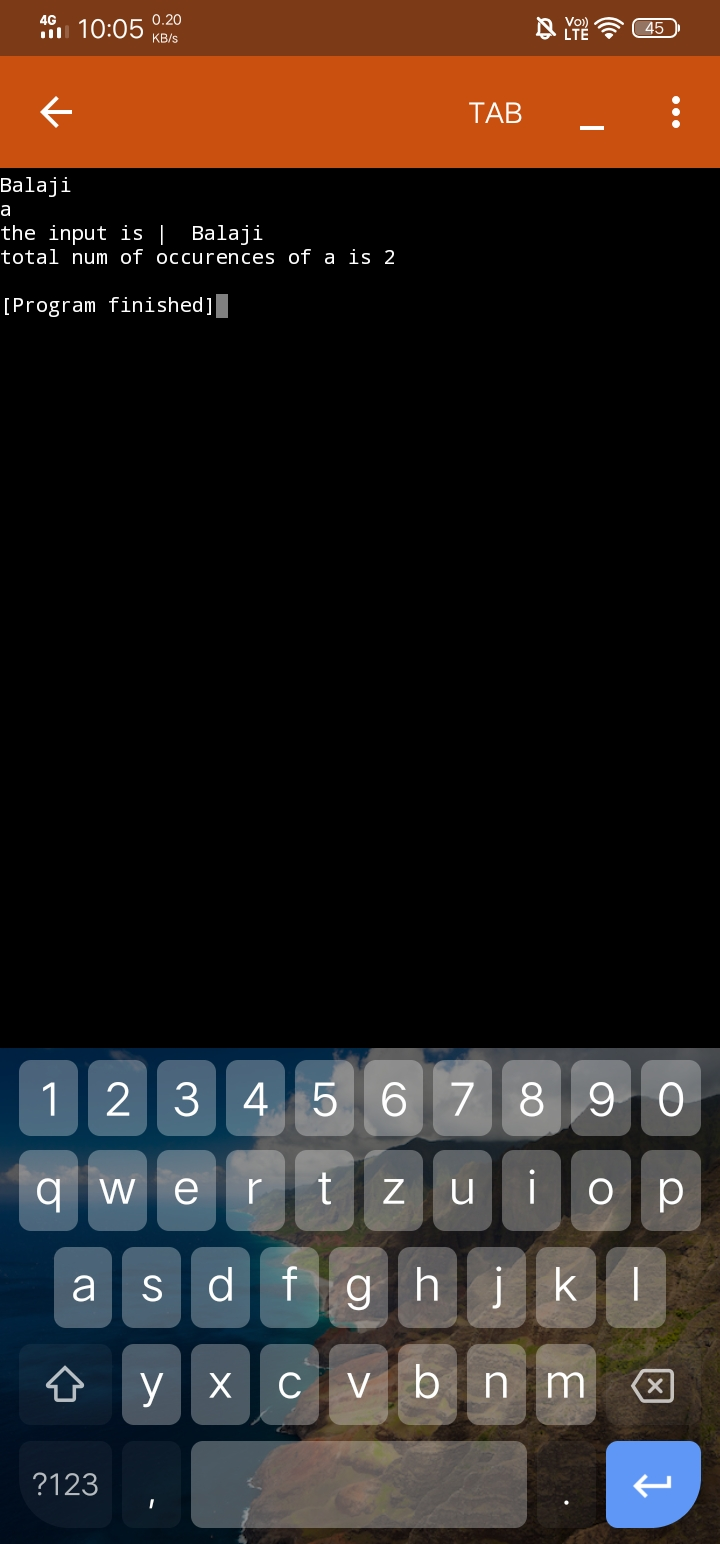 4G 10:05 0.20 KB/s Vo)) LTE 45
TAB _
Balaji
a
the input is |  Balaji
total num of occurences of a is 2
[Program finished]
1 2 3 4 5 6 7 8 9 0
q w e r t z u i o p
a s d f g h j k l
y x c v b n m
?123 , .